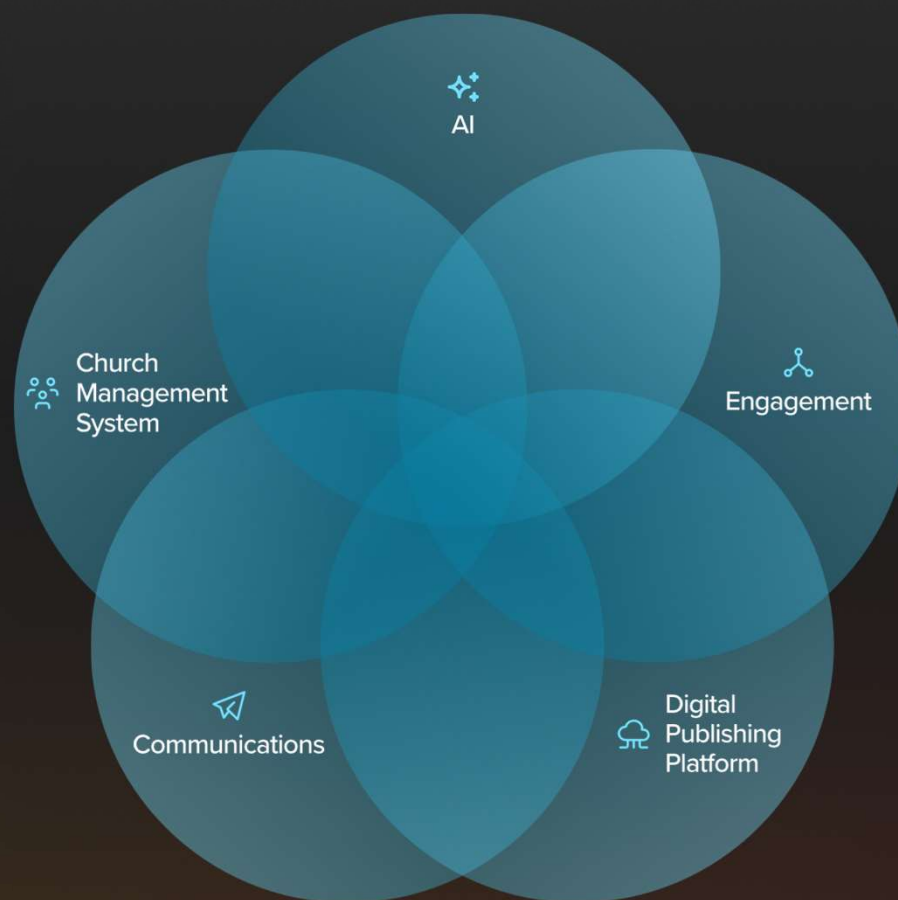 AI
Church
Management
System
Engagement
Communications
Digital
Publishing
Platform